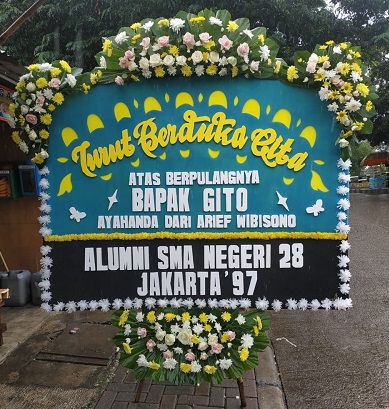 Turut Berduka Cita
ATAS BERPULANGNYA
BAPAK GITO
AYAHANDA DARI ARIEF WIBISONO
ALUMNI SMA NEGERI 28
JAKARTA '97